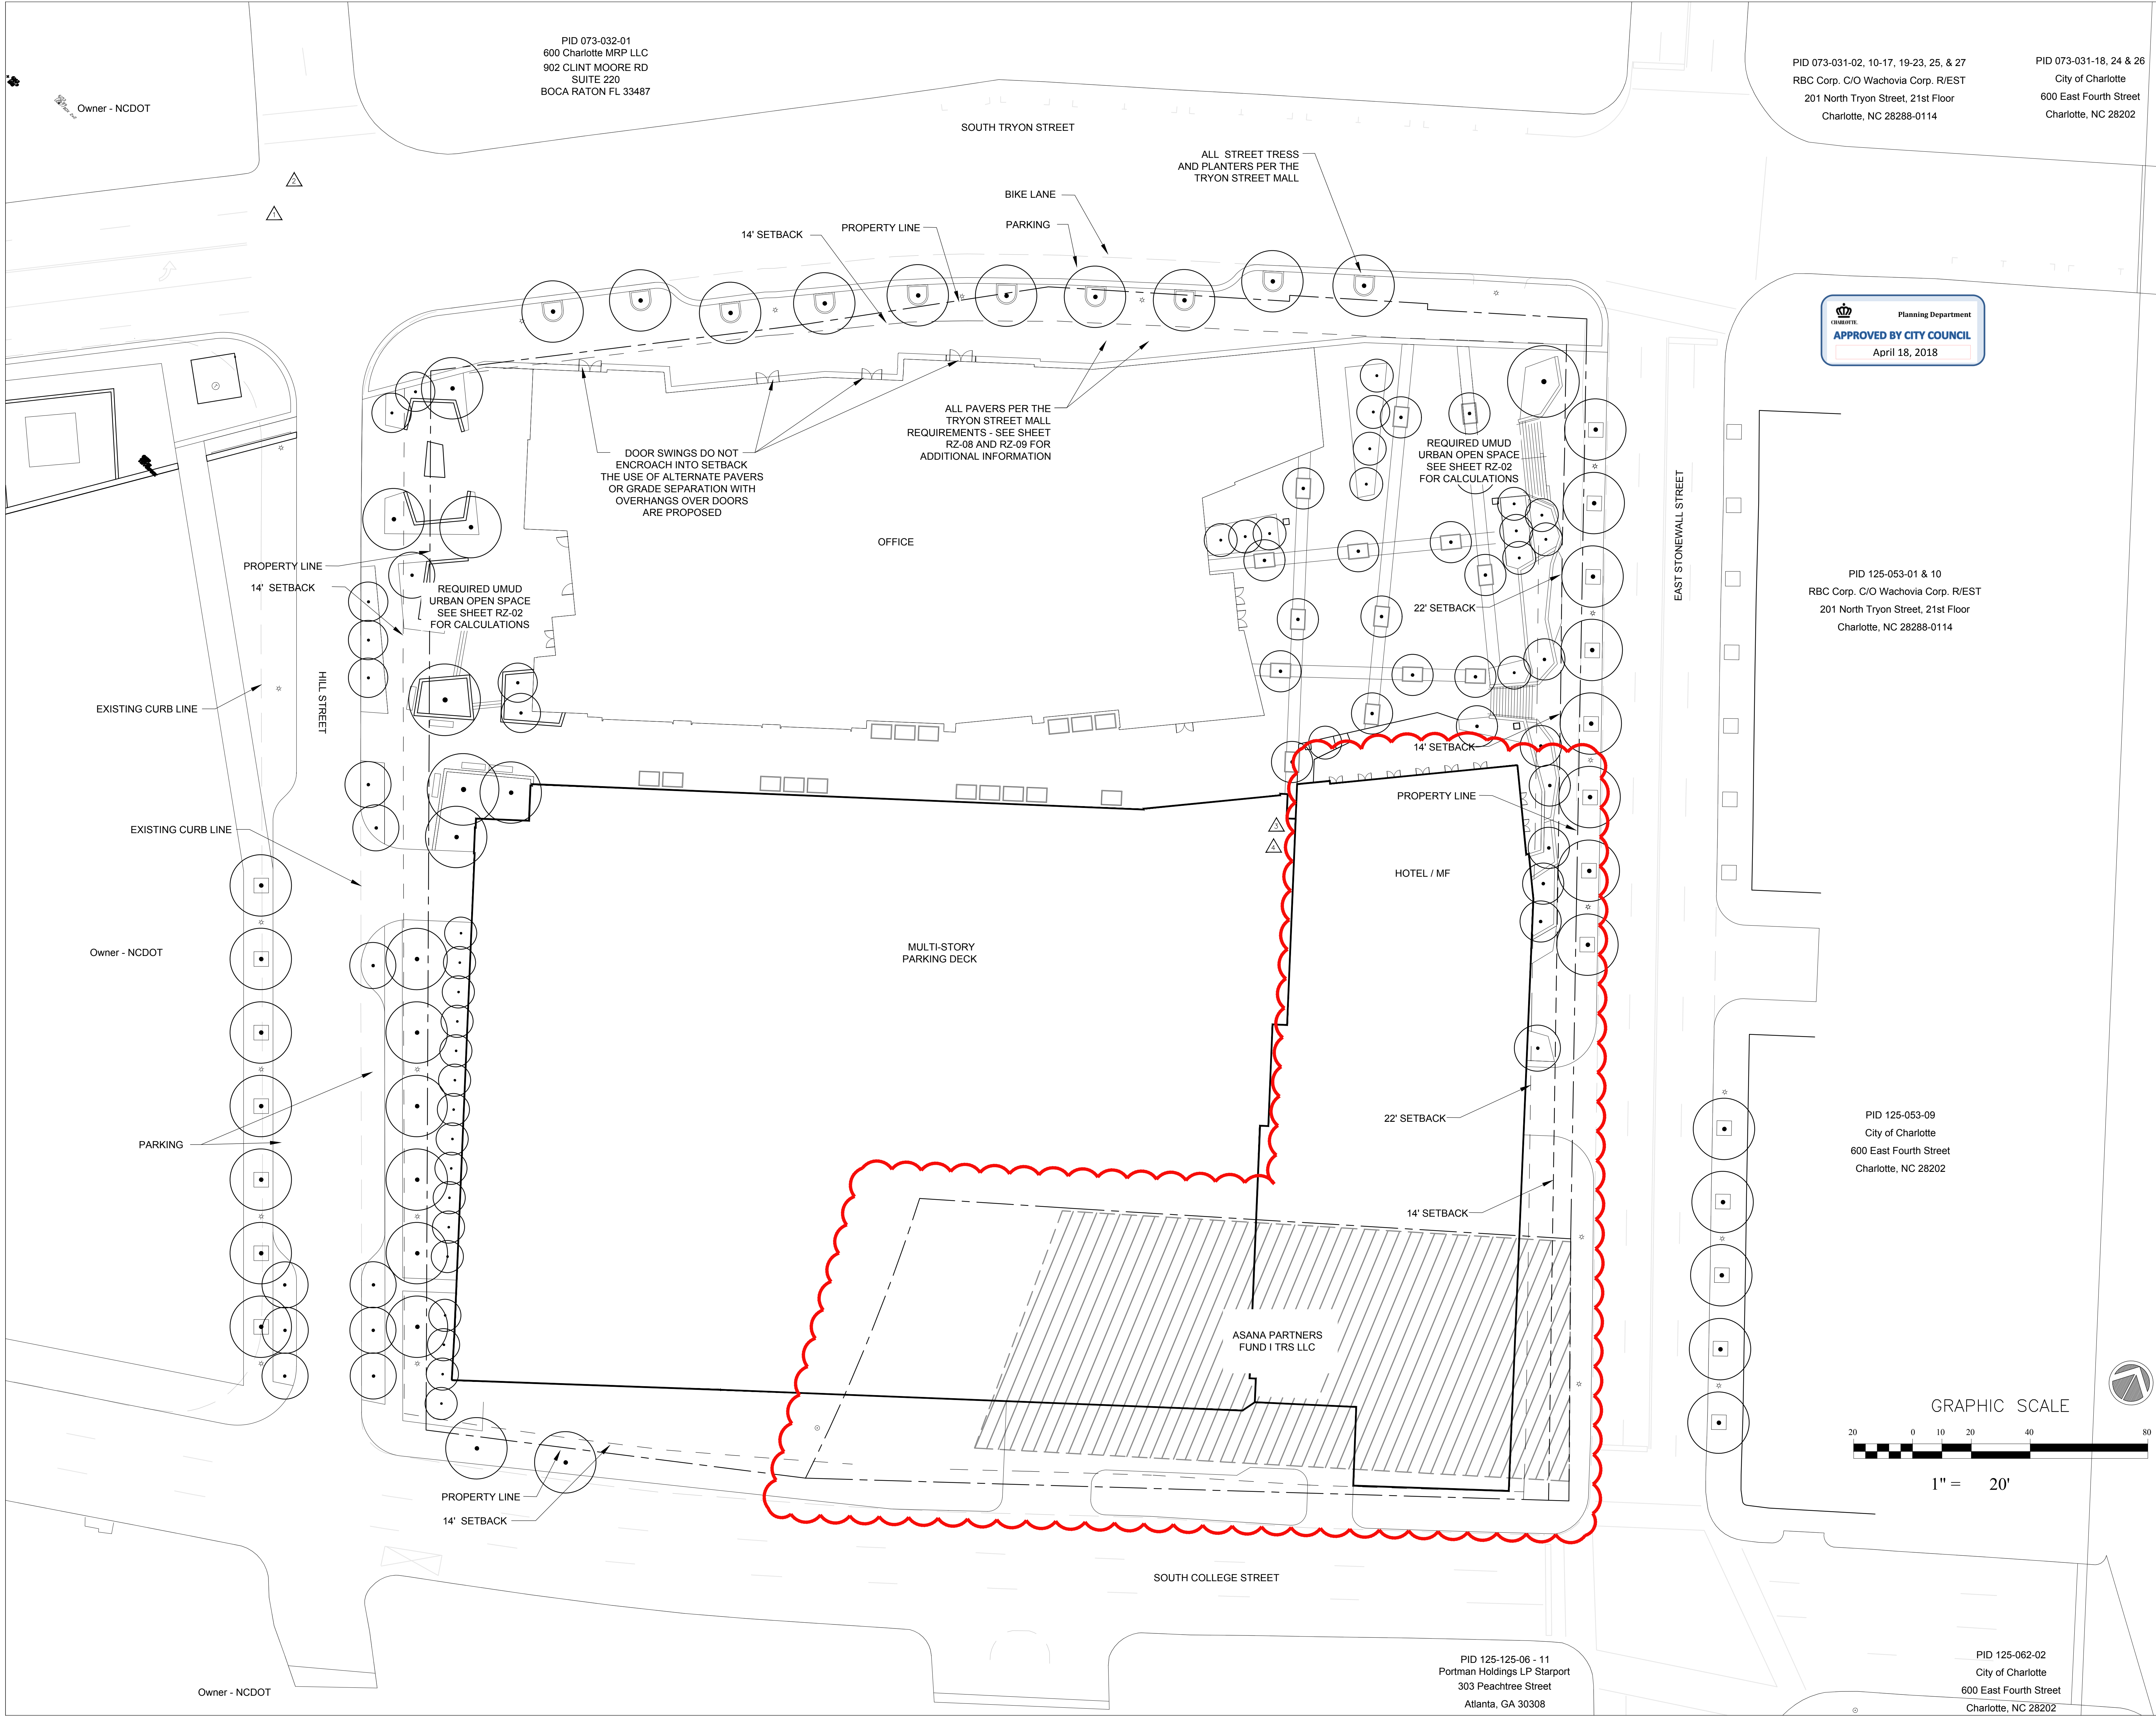 PID 073-032-01
600 Charlotte MRP LLC
902 CLINT MOORE RD
SUITE 220
BOCA RATON FL 33487
PID 073-031-02, 10-17, 19-23, 25, & 27
RBC Corp. C/O Wachovia Corp. R/EST
201 North Tryon Street, 21st Floor
Charlotte, NC 28288-0114
PID 073-031-18, 24 & 26
City of Charlotte
600 East Fourth Street
Charlotte, NC 28202
Owner - NCDOT
SOUTH TRYON STREET
ALL STREET TRESS
AND PLANTERS PER THE
TRYON STREET MALL
2
1
BIKE LANE
PARKING
PROPERTY LINE
14' SETBACK
CHARLOTTE
Planning Department
APPROVED BY CITY COUNCIL
April 18, 2018
ALL PAVERS PER THE
TRYON STREET MALL
REQUIREMENTS - SEE SHEET
RZ-08 AND RZ-09 FOR
ADDITIONAL INFORMATION
DOOR SWINGS DO NOT
ENCROACH INTO SETBACK
THE USE OF ALTERNATE PAVERS
OR GRADE SEPARATION WITH
OVERHANGS OVER DOORS
ARE PROPOSED
REQUIRED UMUD
URBAN OPEN SPACE
SEE SHEET RZ-02
FOR CALCULATIONS
OFFICE
EAST STONEWALL STREET
PROPERTY LINE
14' SETBACK
REQUIRED UMUD
URBAN OPEN SPACE
SEE SHEET RZ-02
FOR CALCULATIONS
22' SETBACK
PID 125-053-01 & 10
RBC Corp. C/O Wachovia Corp. R/EST
201 North Tryon Street, 21st Floor
Charlotte, NC 28288-0114
HILL STREET
EXISTING CURB LINE
14' SETBACK
PROPERTY LINE
EXISTING CURB LINE
3
4
HOTEL / MF
Owner - NCDOT
MULTI-STORY
PARKING DECK
22' SETBACK
PARKING
PID 125-053-09
City of Charlotte
600 East Fourth Street
Charlotte, NC 28202
14' SETBACK
ASANA PARTNERS
FUND I TRS LLC
GRAPHIC SCALE
20 0 10 20 40 80
1" = 20'
PROPERTY LINE
14' SETBACK
SOUTH COLLEGE STREET
Owner - NCDOT
PID 125-125-06 - 11
Portman Holdings LP Starport
303 Peachtree Street
Atlanta, GA 30308
PID 125-062-02
City of Charlotte
600 East Fourth Street
Charlotte, NC 28202